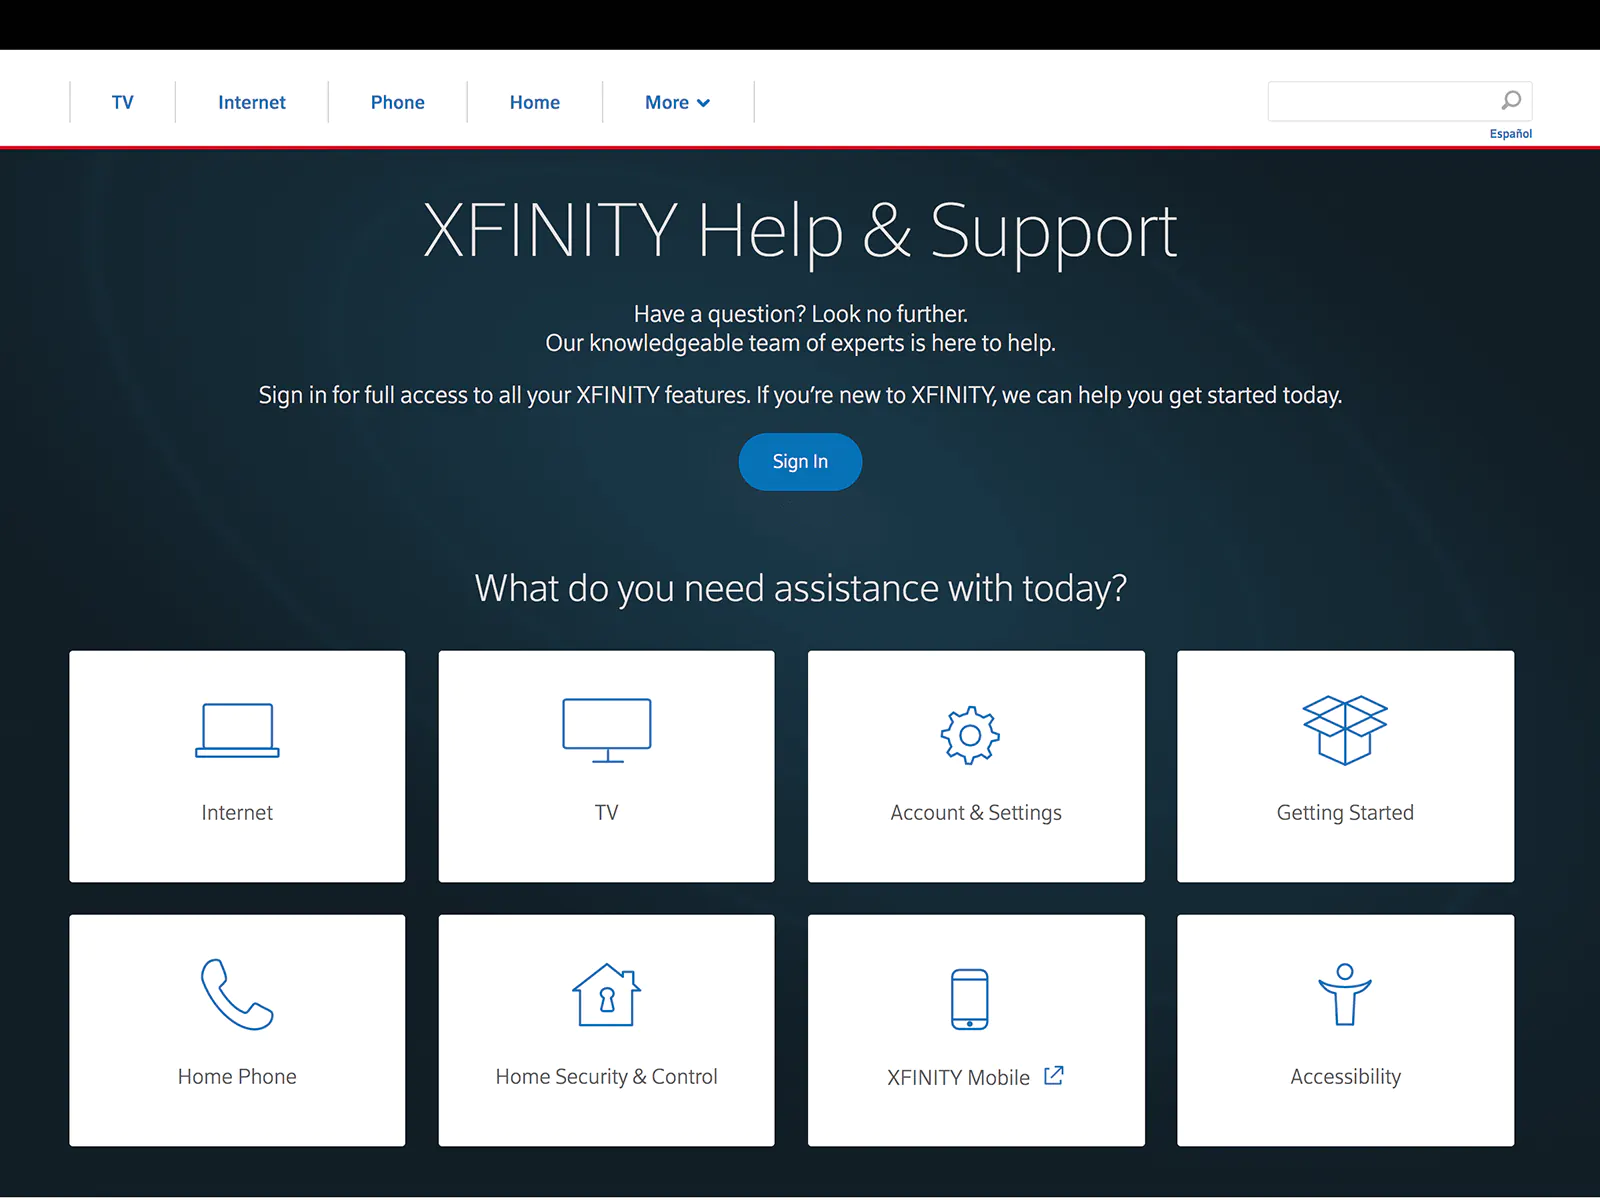 TV
Internet
Phone
Home
More
Español
XFINITY Help & Support
Have a question? Look no further.
Our knowledgeable team of experts is here to help.
Sign in for full access to all your XFINITY features. If you’re new to XFINITY, we can help you get started today.
Sign In
What do you need assistance with today?
Internet
TV
Account & Settings
Getting Started
Home Phone
Home Security & Control
XFINITY Mobile
Accessibility